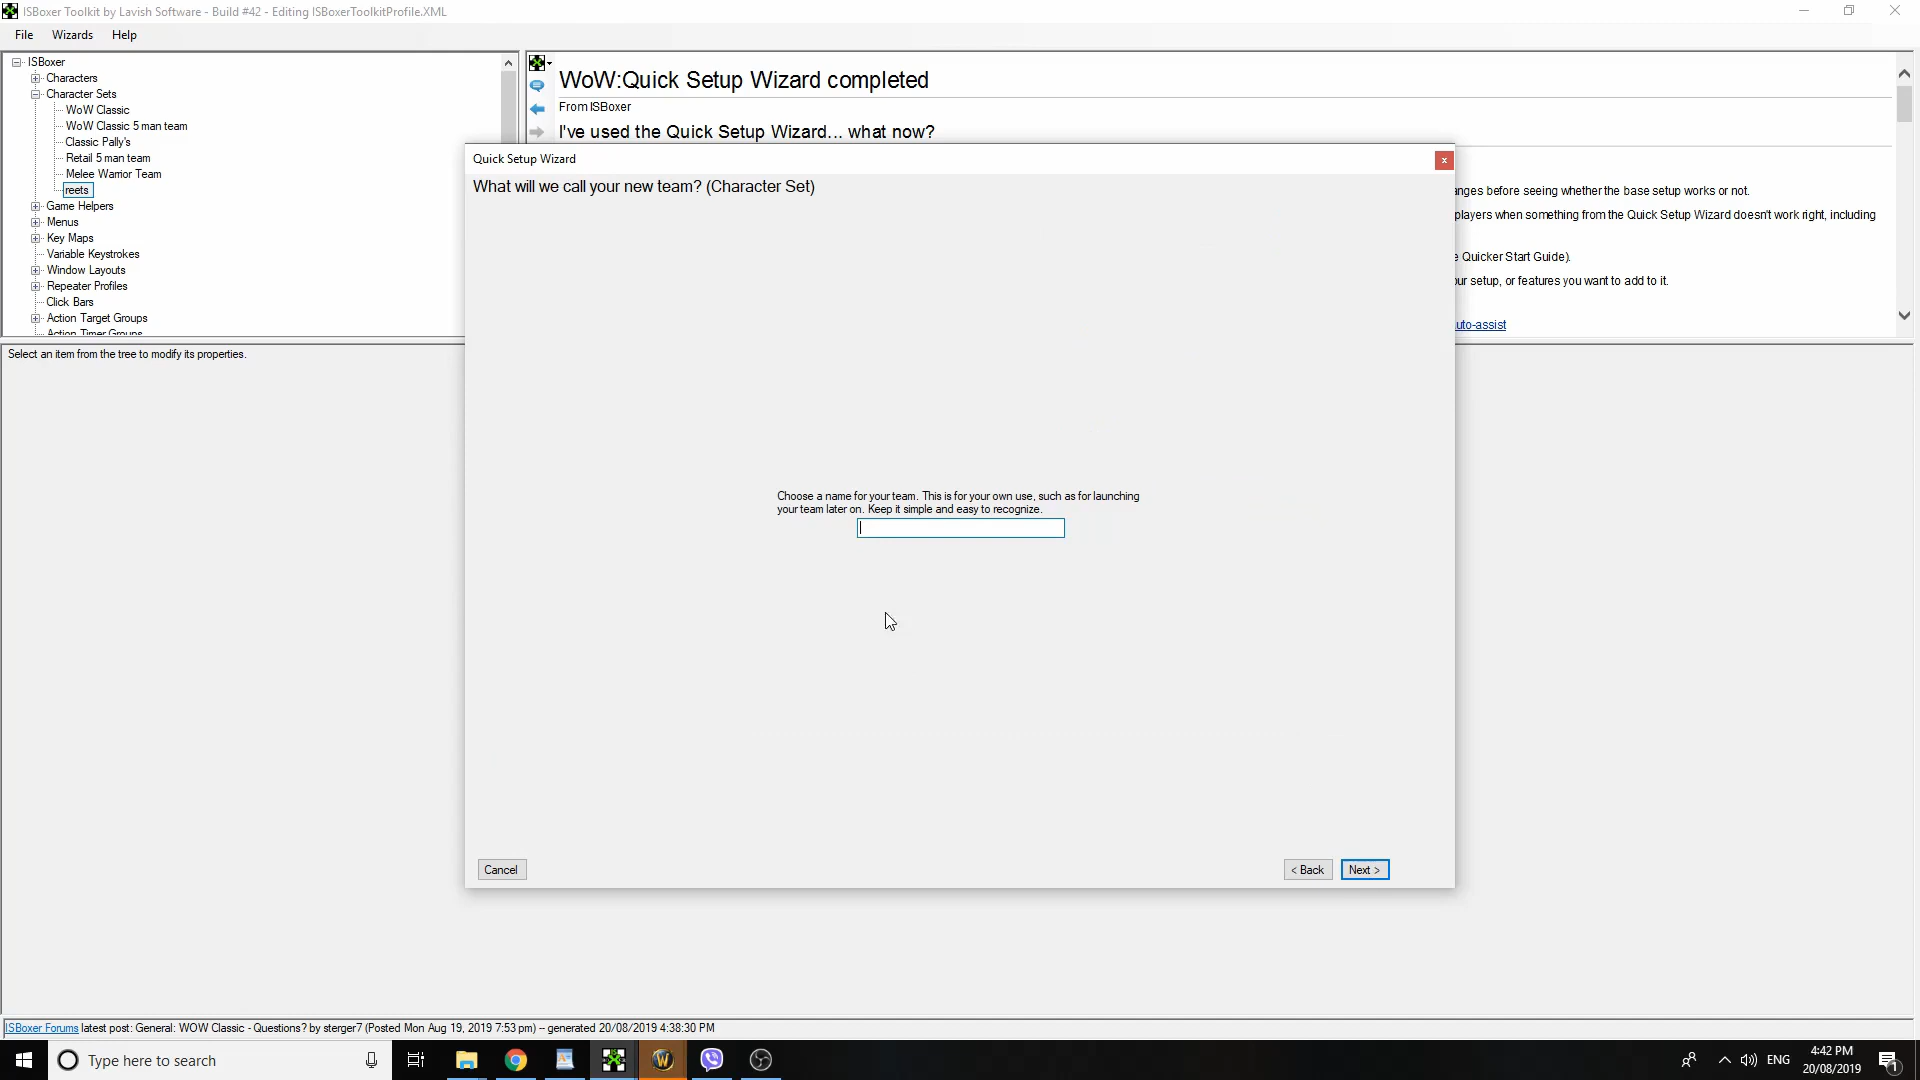 ISBoxer Toolkit by Lavish Software - Build #42 - Editing ISBoxerToolkitProfile.XML
File Wizards Help
ISBoxer
Characters
Character Sets
WoW Classic
WoW Classic 5 man team
Classic Pally's
Retail 5 man team
Melee Warrior Team
reets
Game Helpers
Menus
Key Maps
Variable Keystrokes
Window Layouts
Repeater Profiles
Click Bars
Action Target Groups
Action Timer Groups
WoW:Quick Setup Wizard completed
From ISBoxer
I've used the Quick Setup Wizard... what now?
anges before seeing whether the base setup works or not.
players when something from the Quick Setup Wizard doesn't work right, including
e Quicker Start Guide).
our setup, or features you want to add to it.
uto-assist
Quick Setup Wizard
What will we call your new team? (Character Set)
Choose a name for your team. This is for your own use, such as for launching
your team later on. Keep it simple and easy to recognize.
Cancel
< Back
Next >
Select an item from the tree to modify its properties.
ISBoxer Forums latest post: General: WOW Classic - Questions? by sterger7 (Posted Mon Aug 19, 2019 7:53 pm) -- generated 20/08/2019 4:38:30 PM
Type here to search
ENG
4:42 PM
20/08/2019
1